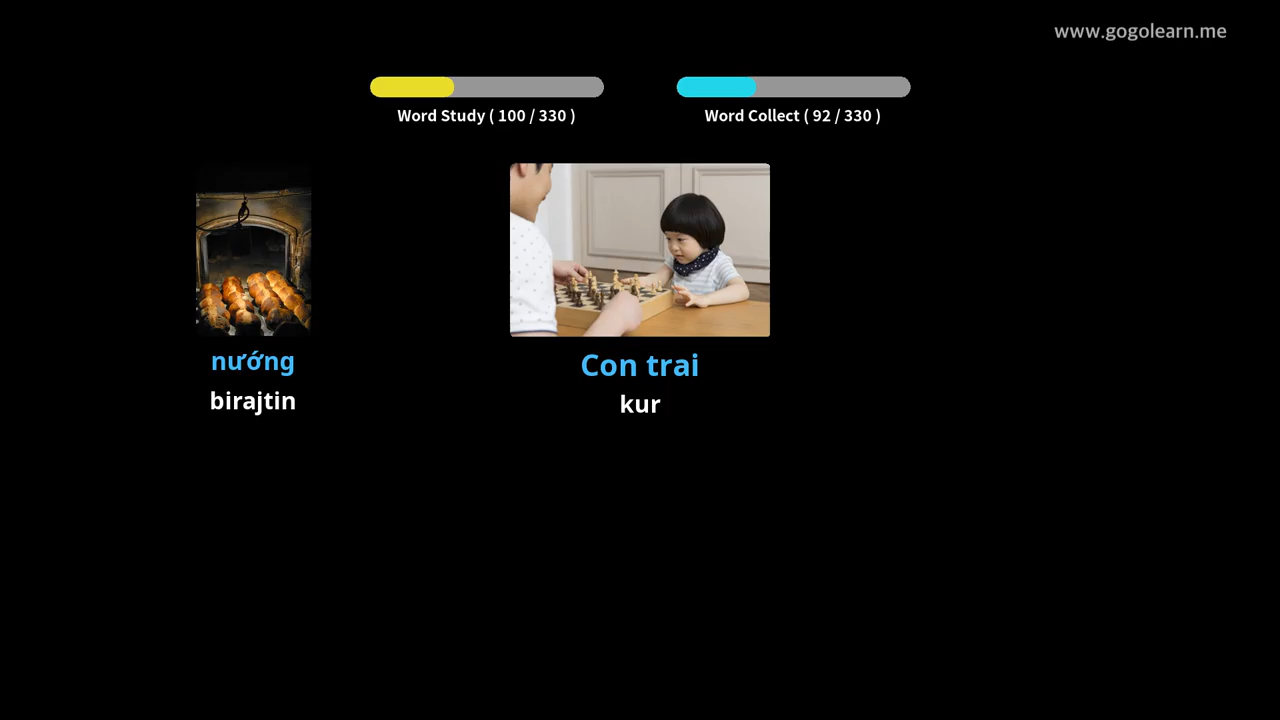 www.gogolearn.me
Word Study ( 100 / 330 )
Word Collect ( 92 / 330 )
nướng
birajtin
Con trai
kur